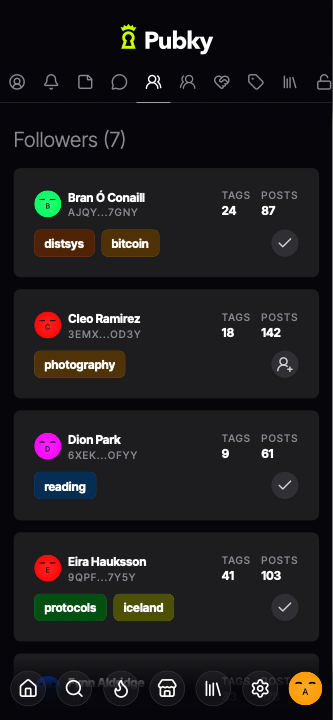 Pubky
Followers (7)
Bran Ó Conaill
AJQY...7GNY
TAGS POSTS
24 87
distsys bitcoin
Cleo Ramirez
3EMX...OD3Y
TAGS POSTS
18 142
photography
Dion Park
6XEK...OFYY
TAGS POSTS
9 61
reading
Eira Hauksson
9QPF...7Y5Y
TAGS POSTS
41 103
protocols iceland
TAGS POSTS